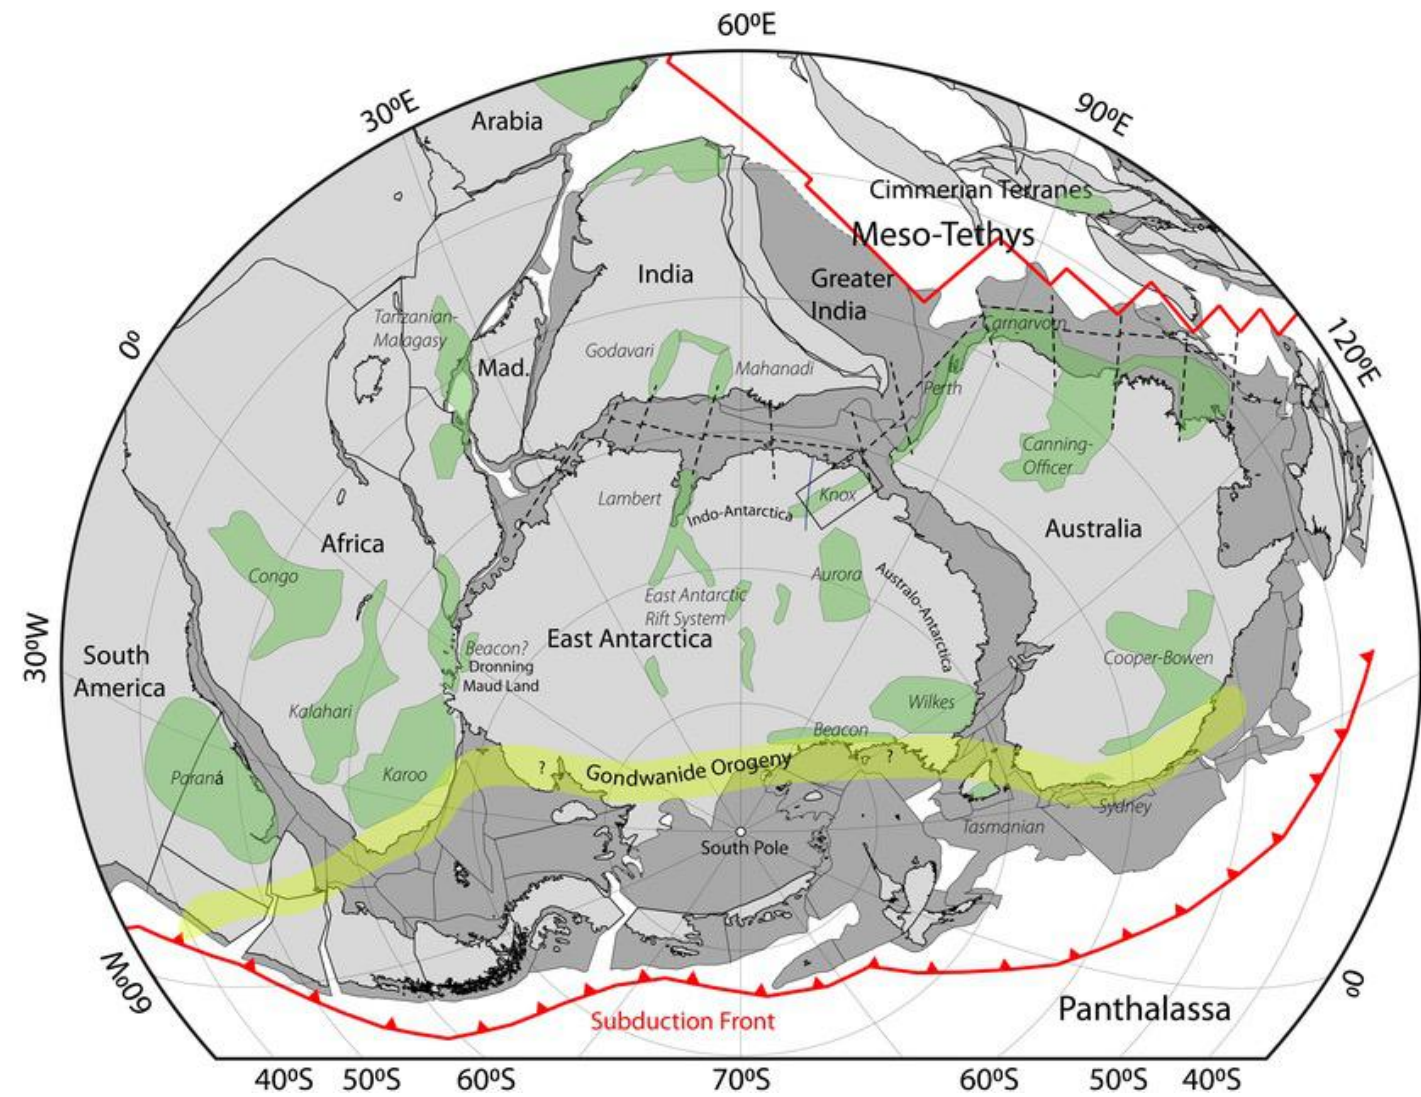 60ºE
30ºE
90ºE
Arabia
Cimmerian Terranes
Meso-Tethys
India
Greater
India
Tanzanian-
Malagasy
Carnarvon
120ºE
0º
Godavari
Mad.
Mahanadi
Perth
Canning-
Officer
Lambert
Knox
Indo-Antarctica
Australia
Africa
Congo
Aurora
Australo-Antarctica
East Antarctic
Rift System
East Antarctica
Beacon?
Dronning
Maud Land
30ºW
South
America
Cooper-Bowen
Kalahari
Wilkes
Beacon
Paraná
Karoo
?
Gondwanide Orogeny
?
Sydney
Tasmanian
South Pole
60ºW
0º
Panthalassa
Subduction Front
40ºS
50ºS
60ºS
70ºS
60ºS
50ºS
40ºS